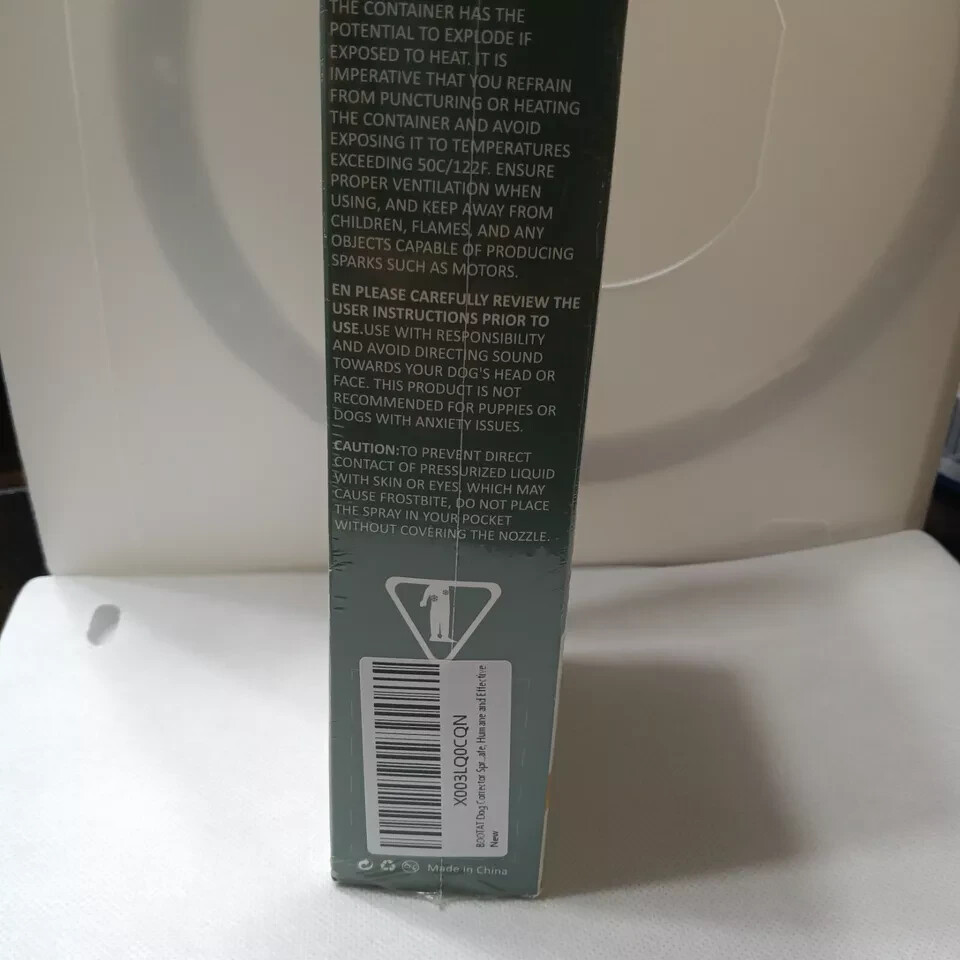 THE CONTAINER HAS THE
POTENTIAL TO EXPLODE IF
EXPOSED TO HEAT. IT IS
IMPERATIVE THAT YOU REFRAIN
FROM PUNCTURING OR HEATING
THE CONTAINER AND AVOID
EXPOSING IT TO TEMPERATURES
EXCEEDING 50C/122F. ENSURE
PROPER VENTILATION WHEN
USING, AND KEEP AWAY FROM
CHILDREN, FLAMES, AND ANY
OBJECTS CAPABLE OF PRODUCING
SPARKS SUCH AS MOTORS.
EN PLEASE CAREFULLY REVIEW THE
USER INSTRUCTIONS PRIOR TO
USE.USE WITH RESPONSIBILITY
AND AVOID DIRECTING SOUND
TOWARDS YOUR DOG'S HEAD OR
FACE. THIS PRODUCT IS NOT
RECOMMENDED FOR PUPPIES OR
DOGS WITH ANXIETY ISSUES.
CAUTION:TO PREVENT DIRECT
CONTACT OF PRESSURIZED LIQUID
WITH SKIN OR EYES, WHICH MAY
CAUSE FROSTBITE, DO NOT PLACE
THE SPRAY IN YOUR POCKET
WITHOUT COVERING THE NOZZLE.
X003LQ0CQN
BOOTAT Dog Corrector Spr...afe, Humane and Effective
New
Made in China